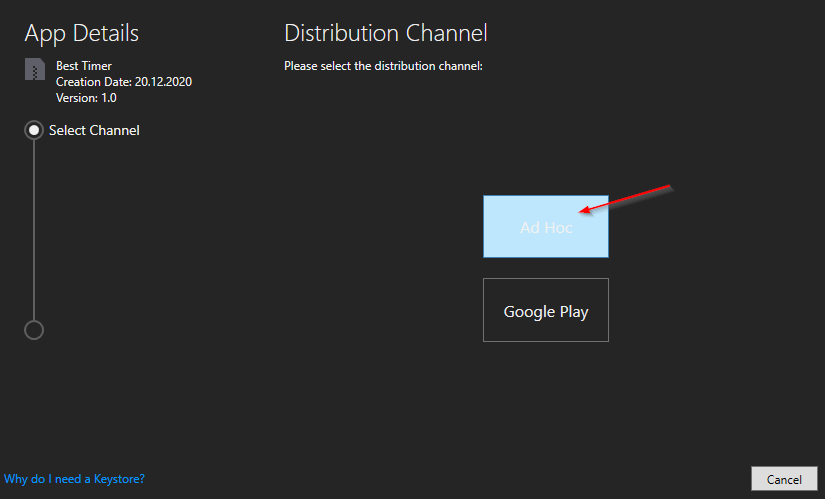 App Details
Best Timer
Creation Date: 20.12.2020
Version: 1.0
Select Channel
Distribution Channel
Please select the distribution channel:
Ad Hoc
Google Play
Why do I need a Keystore?
Cancel